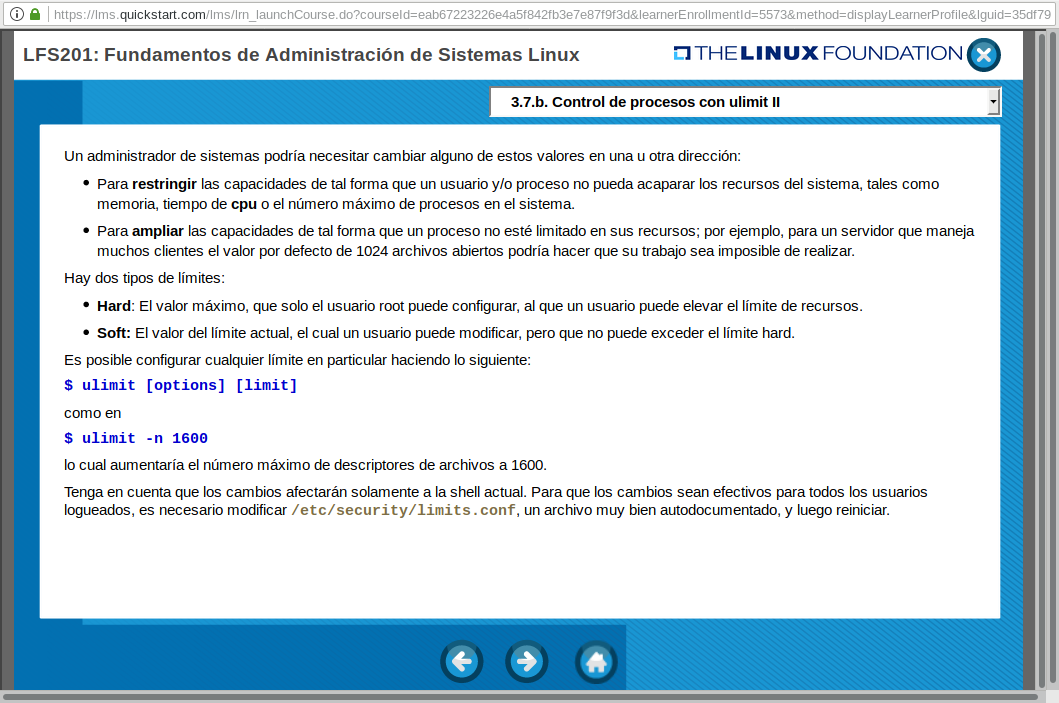 https://lms.quickstart.com/lms/lrn_launchCourse.do?courseId=eab67223226e4a5f842fb3e7e87f9f3d&learnerEnrollmentId=5573&method=displayLearnerProfile&lguid=35df79
LFS201: Fundamentos de Administración de Sistemas Linux
THE LINUX FOUNDATION
3.7.b. Control de procesos con ulimit II
Un administrador de sistemas podría necesitar cambiar alguno de estos valores en una u otra dirección:
• Para restringir las capacidades de tal forma que un usuario y/o proceso no pueda acaparar los recursos del sistema, tales como
memoria, tiempo de cpu o el número máximo de procesos en el sistema.
• Para ampliar las capacidades de tal forma que un proceso no esté limitado en sus recursos; por ejemplo, para un servidor que maneja
muchos clientes el valor por defecto de 1024 archivos abiertos podría hacer que su trabajo sea imposible de realizar.
Hay dos tipos de límites:
• Hard: El valor máximo, que solo el usuario root puede configurar, al que un usuario puede elevar el límite de recursos.
• Soft: El valor del límite actual, el cual un usuario puede modificar, pero que no puede exceder el límite hard.
Es posible configurar cualquier límite en particular haciendo lo siguiente:
$ ulimit [options] [limit]
como en
$ ulimit -n 1600
lo cual aumentaría el número máximo de descriptores de archivos a 1600.
Tenga en cuenta que los cambios afectarán solamente a la shell actual. Para que los cambios sean efectivos para todos los usuarios
logueados, es necesario modificar /etc/security/limits.conf, un archivo muy bien autodocumentado, y luego reiniciar.